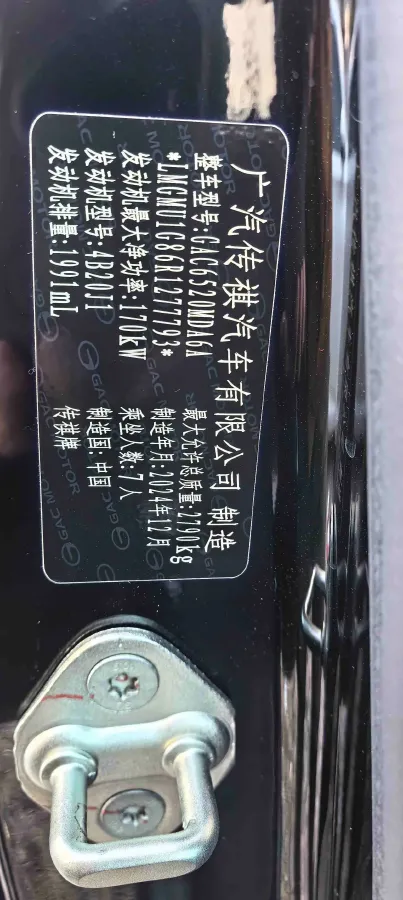 广汽传祺汽车有限公司 制造
整车型号:GAC6520MDA6A 最大允许总质量:2790kg
*LMGMU1G86R1277793* 制造年月:2024年12月
发动机最大净功率:170kW 乘坐人数:7人
发动机型号:4B20J1 制造国:中国
发动机排量:1991mL 传祺牌
GAC MOTOR